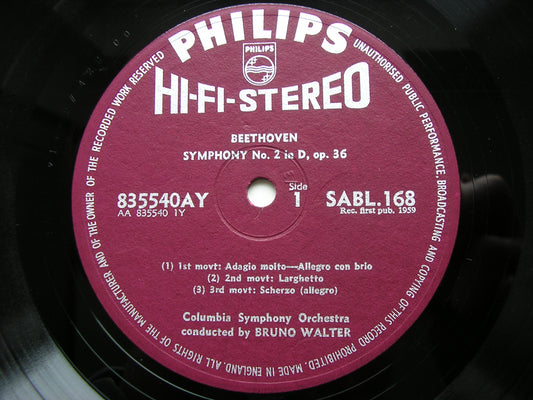 PHILIPS
PHILIPS
HI-FI-STEREO
BEETHOVEN
SYMPHONY No. 2 in D, op. 36
835540AY
AA 835540 1Y
Side
1
SABL.168
Rec. first pub. 1959
(1) 1st movt: Adagio molto—Allegro con brio
(2) 2nd movt: Larghetto
(3) 3rd movt: Scherzo (allegro)
Columbia Symphony Orchestra
conducted by BRUNO WALTER
MADE IN ENGLAND. ALL RIGHTS OF THE MANUFACTURER AND OF THE OWNER OF THE RECORDED WORK RESERVED
UNAUTHORISED PUBLIC PERFORMANCE, BROADCASTING AND COPYING OF THIS RECORD PROHIBITED.